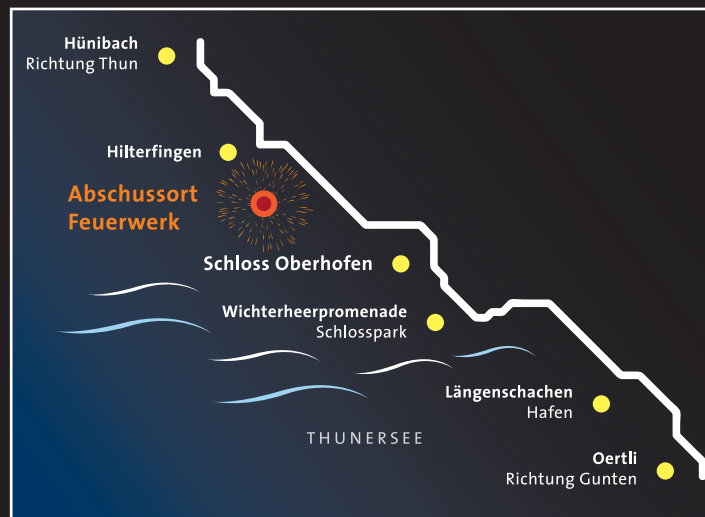 Hünibach
Richtung Thun
Hilterfingen
Abschussort
Feuerwerk
Schloss Oberhofen
Wichterheerpromenade
Schlosspark
Längenschachen
Hafen
THUNERSEE
Oertli
Richtung Gunten